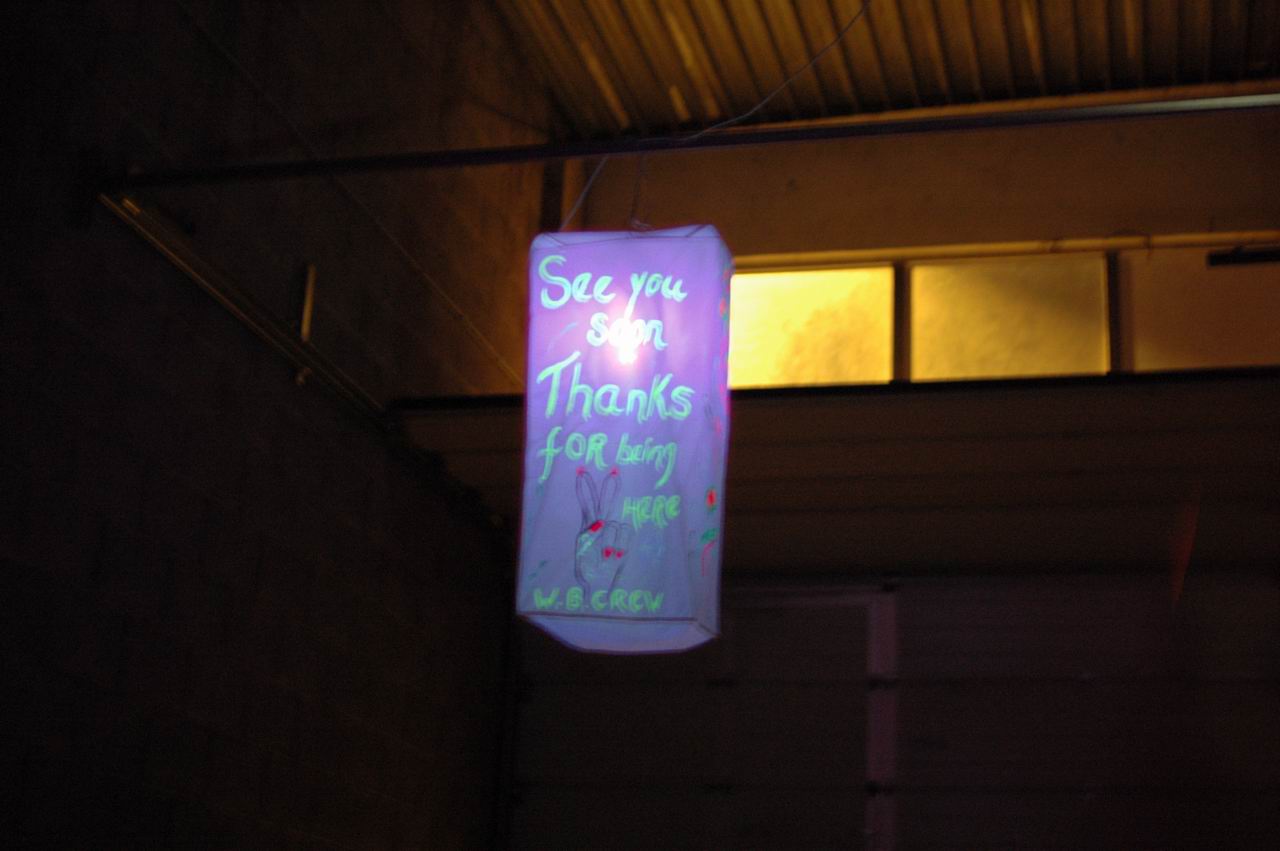 See you
soon
Thanks
foR being
HERE
W.B.CREW